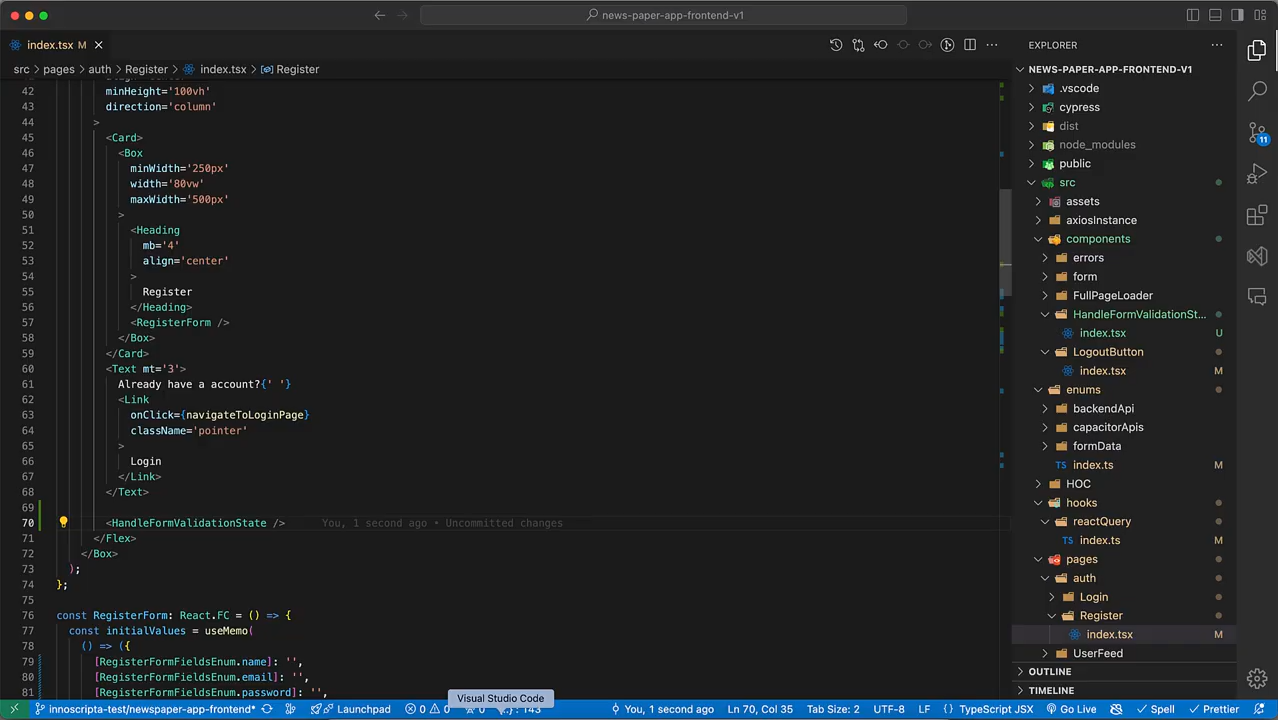 news-paper-app-frontend-v1
index.tsx M
EXPLORER
src > pages > auth > Register > index.tsx > Register
NEWS-PAPER-APP-FRONTEND-V1
42 minHeight='100vh'
43 direction='column'
44 >
45 <Card>
46 <Box
47 minWidth='250px'
48 width='80vw'
49 maxWidth='500px'
50 >
51 <Heading
52 mb='4'
53 align='center'
54 >
55 Register
56 </Heading>
57 <RegisterForm />
58 </Box>
59 </Card>
60 <Text mt='3'>
61 Already have a account?{' '}
62 <Link
63 onClick={navigateToLoginPage}
64 className='pointer'
65 >
66 Login
67 </Link>
68 </Text>
69
70 <HandleFormValidationState /> You, 1 second ago • Uncommitted changes
71 </Flex>
72 </Box>
73 );
74 };
75
76 const RegisterForm: React.FC = () => {
77 const initialValues = useMemo(
78 () => ({
79 [RegisterFormFieldsEnum.name]: '',
80 [RegisterFormFieldsEnum.email]: '',
81 [RegisterFormFieldsEnum.password]: '',
.vscode
cypress
dist
node_modules
public
src
assets
axiosInstance
components
errors
form
FullPageLoader
HandleFormValidationSt...
index.tsx U
LogoutButton
index.tsx M
enums
backendApi
capacitorApis
formData
TS index.ts M
HOC
hooks
reactQuery
index.ts M
pages
auth
Login
Register
index.tsx M
UserFeed
OUTLINE
TIMELINE
11
Visual Studio Code
innoscripta-test/newspaper-app-frontend* Launchpad 0 0 0 : 143 You, 1 second ago Ln 70, Col 35 Tab Size: 2 UTF-8 LF {} TypeScript JSX Go Live Spell Prettier